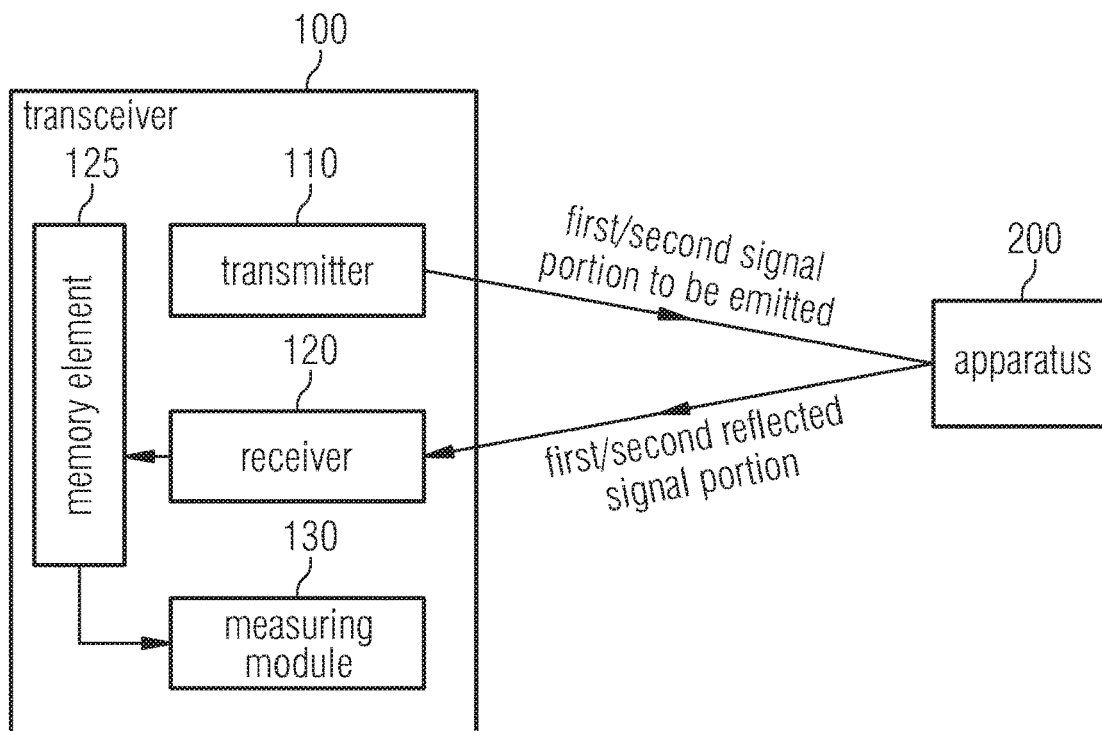 100
transceiver
125
110
memory element
transmitter
first/second signal
portion to be emitted
200
apparatus
120
receiver
first/second reflected
signal portion
130
measuring
module